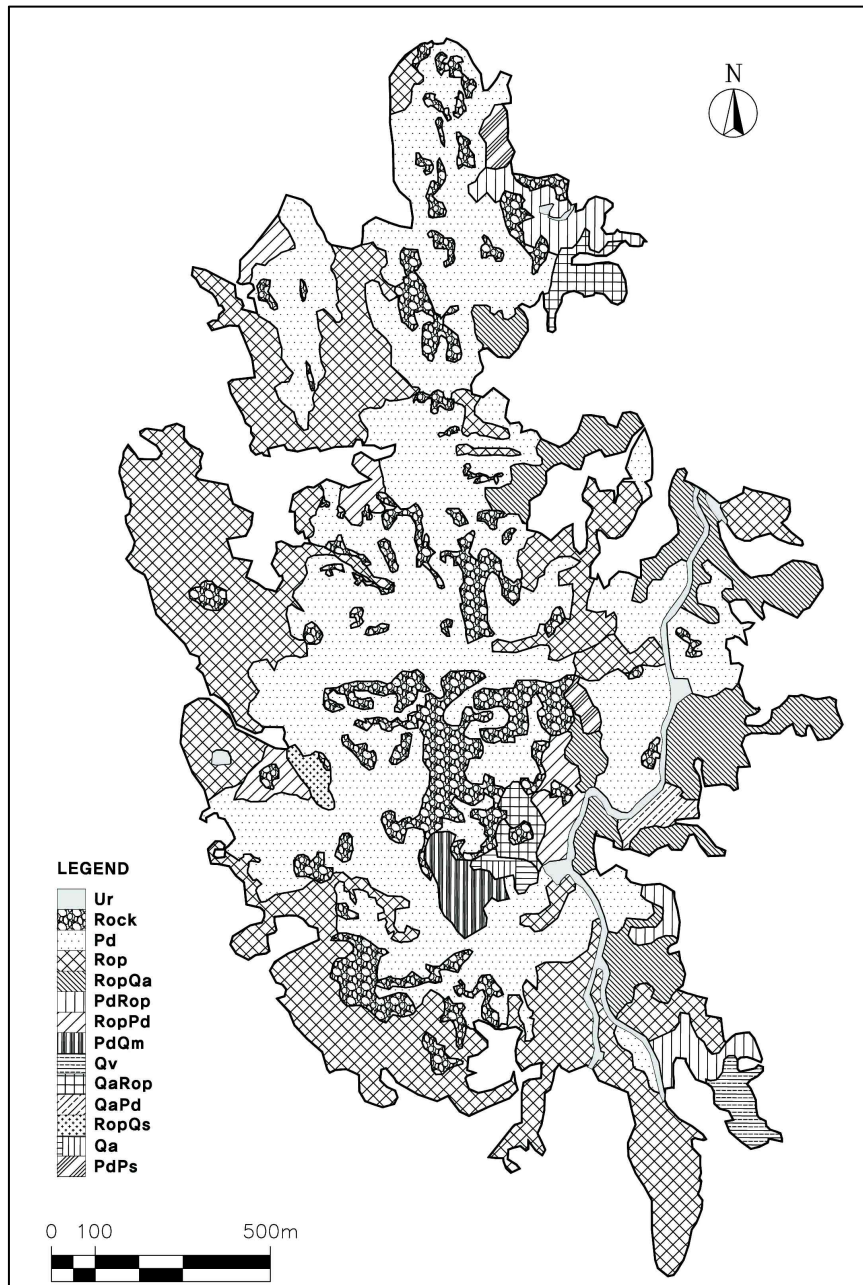 N
LEGEND
Ur
Rock
Pd
Rop
RopQa
PdRop
RopPd
PdQm
Qv
QaRop
QaPd
RopQs
Qa
PdPs
0 100 500m